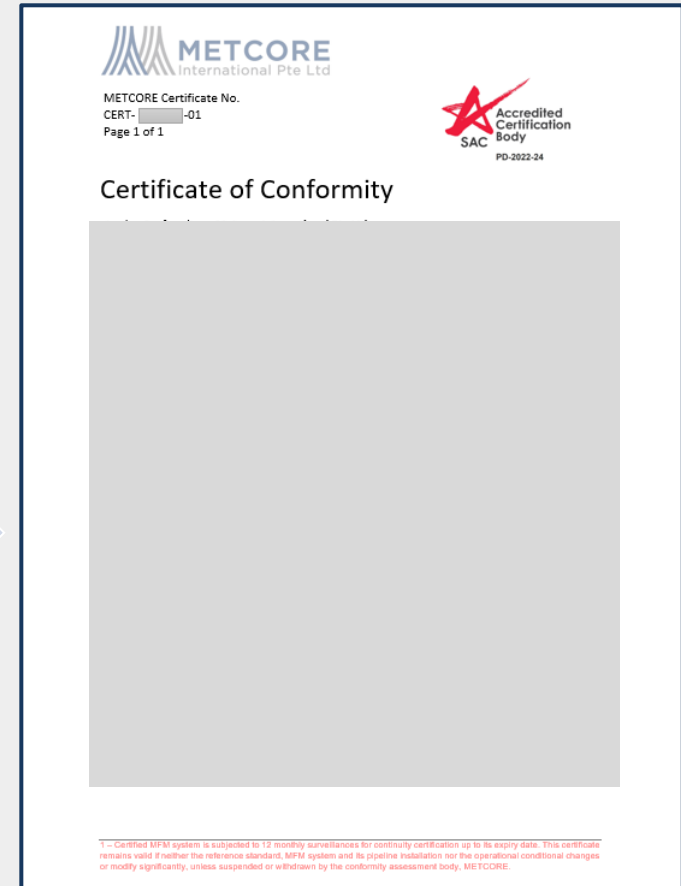 METCORE
International Pte Ltd
METCORE Certificate No.
CERT- -01
Page 1 of 1
Accredited
Certification
Body
SAC
PD-2022-24
Certificate of Conformity
1 – Certified MFM system is subjected to 12 monthly surveillances for continuity certification up to its expiry date. This certificate
remains valid if neither the reference standard, MFM system and its pipeline installation nor the operational conditional changes
or modify significantly, unless suspended or withdrawn by the conformity assessment body, METCORE.